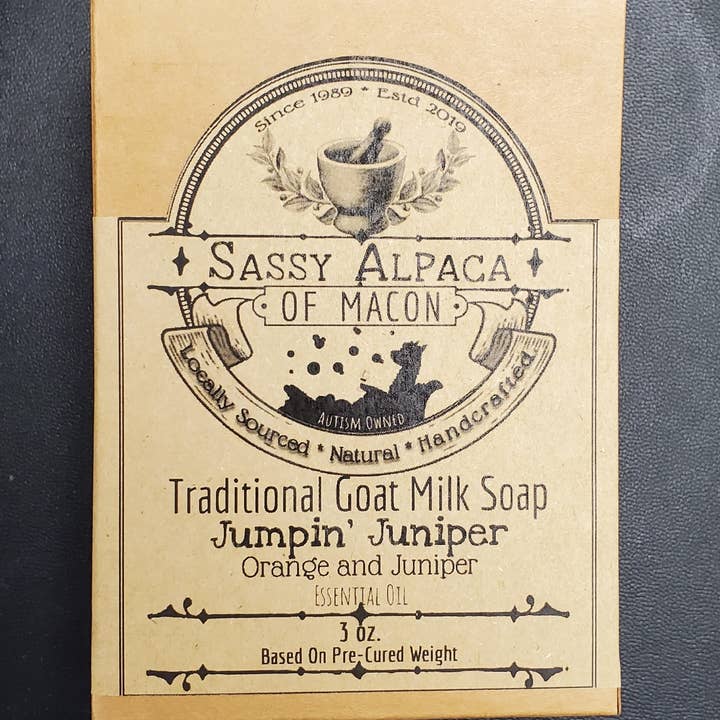 Since 1989 * Estd 2019
Sassy Alpaca
OF MACON
Autism Owned
Locally Sourced * Natural * Handcrafted
Traditional Goat Milk Soap
Jumpin' Juniper
Orange and Juniper
Essential Oil
3 oz.
Based On Pre-Cured Weight